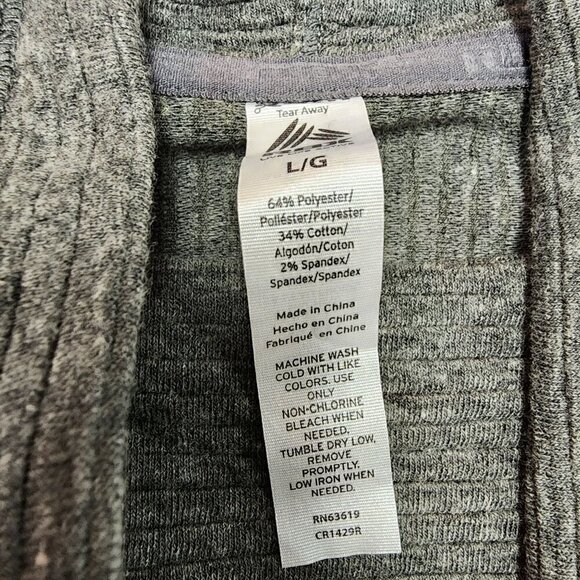 Tear Away
L/G
64% Polyester/
Poliéster/Polyester
34% Cotton/
Algodón/Coton
2% Spandex/
Spandex/Spandex
Made in China
Hecho en China
Fabriqué en Chine
MACHINE WASH
COLD WITH LIKE
COLORS. USE
ONLY
NON-CHLORINE
BLEACH WHEN
NEEDED.
TUMBLE DRY LOW,
REMOVE
PROMPTLY.
LOW IRON WHEN
NEEDED.
RN63619
CR1429R